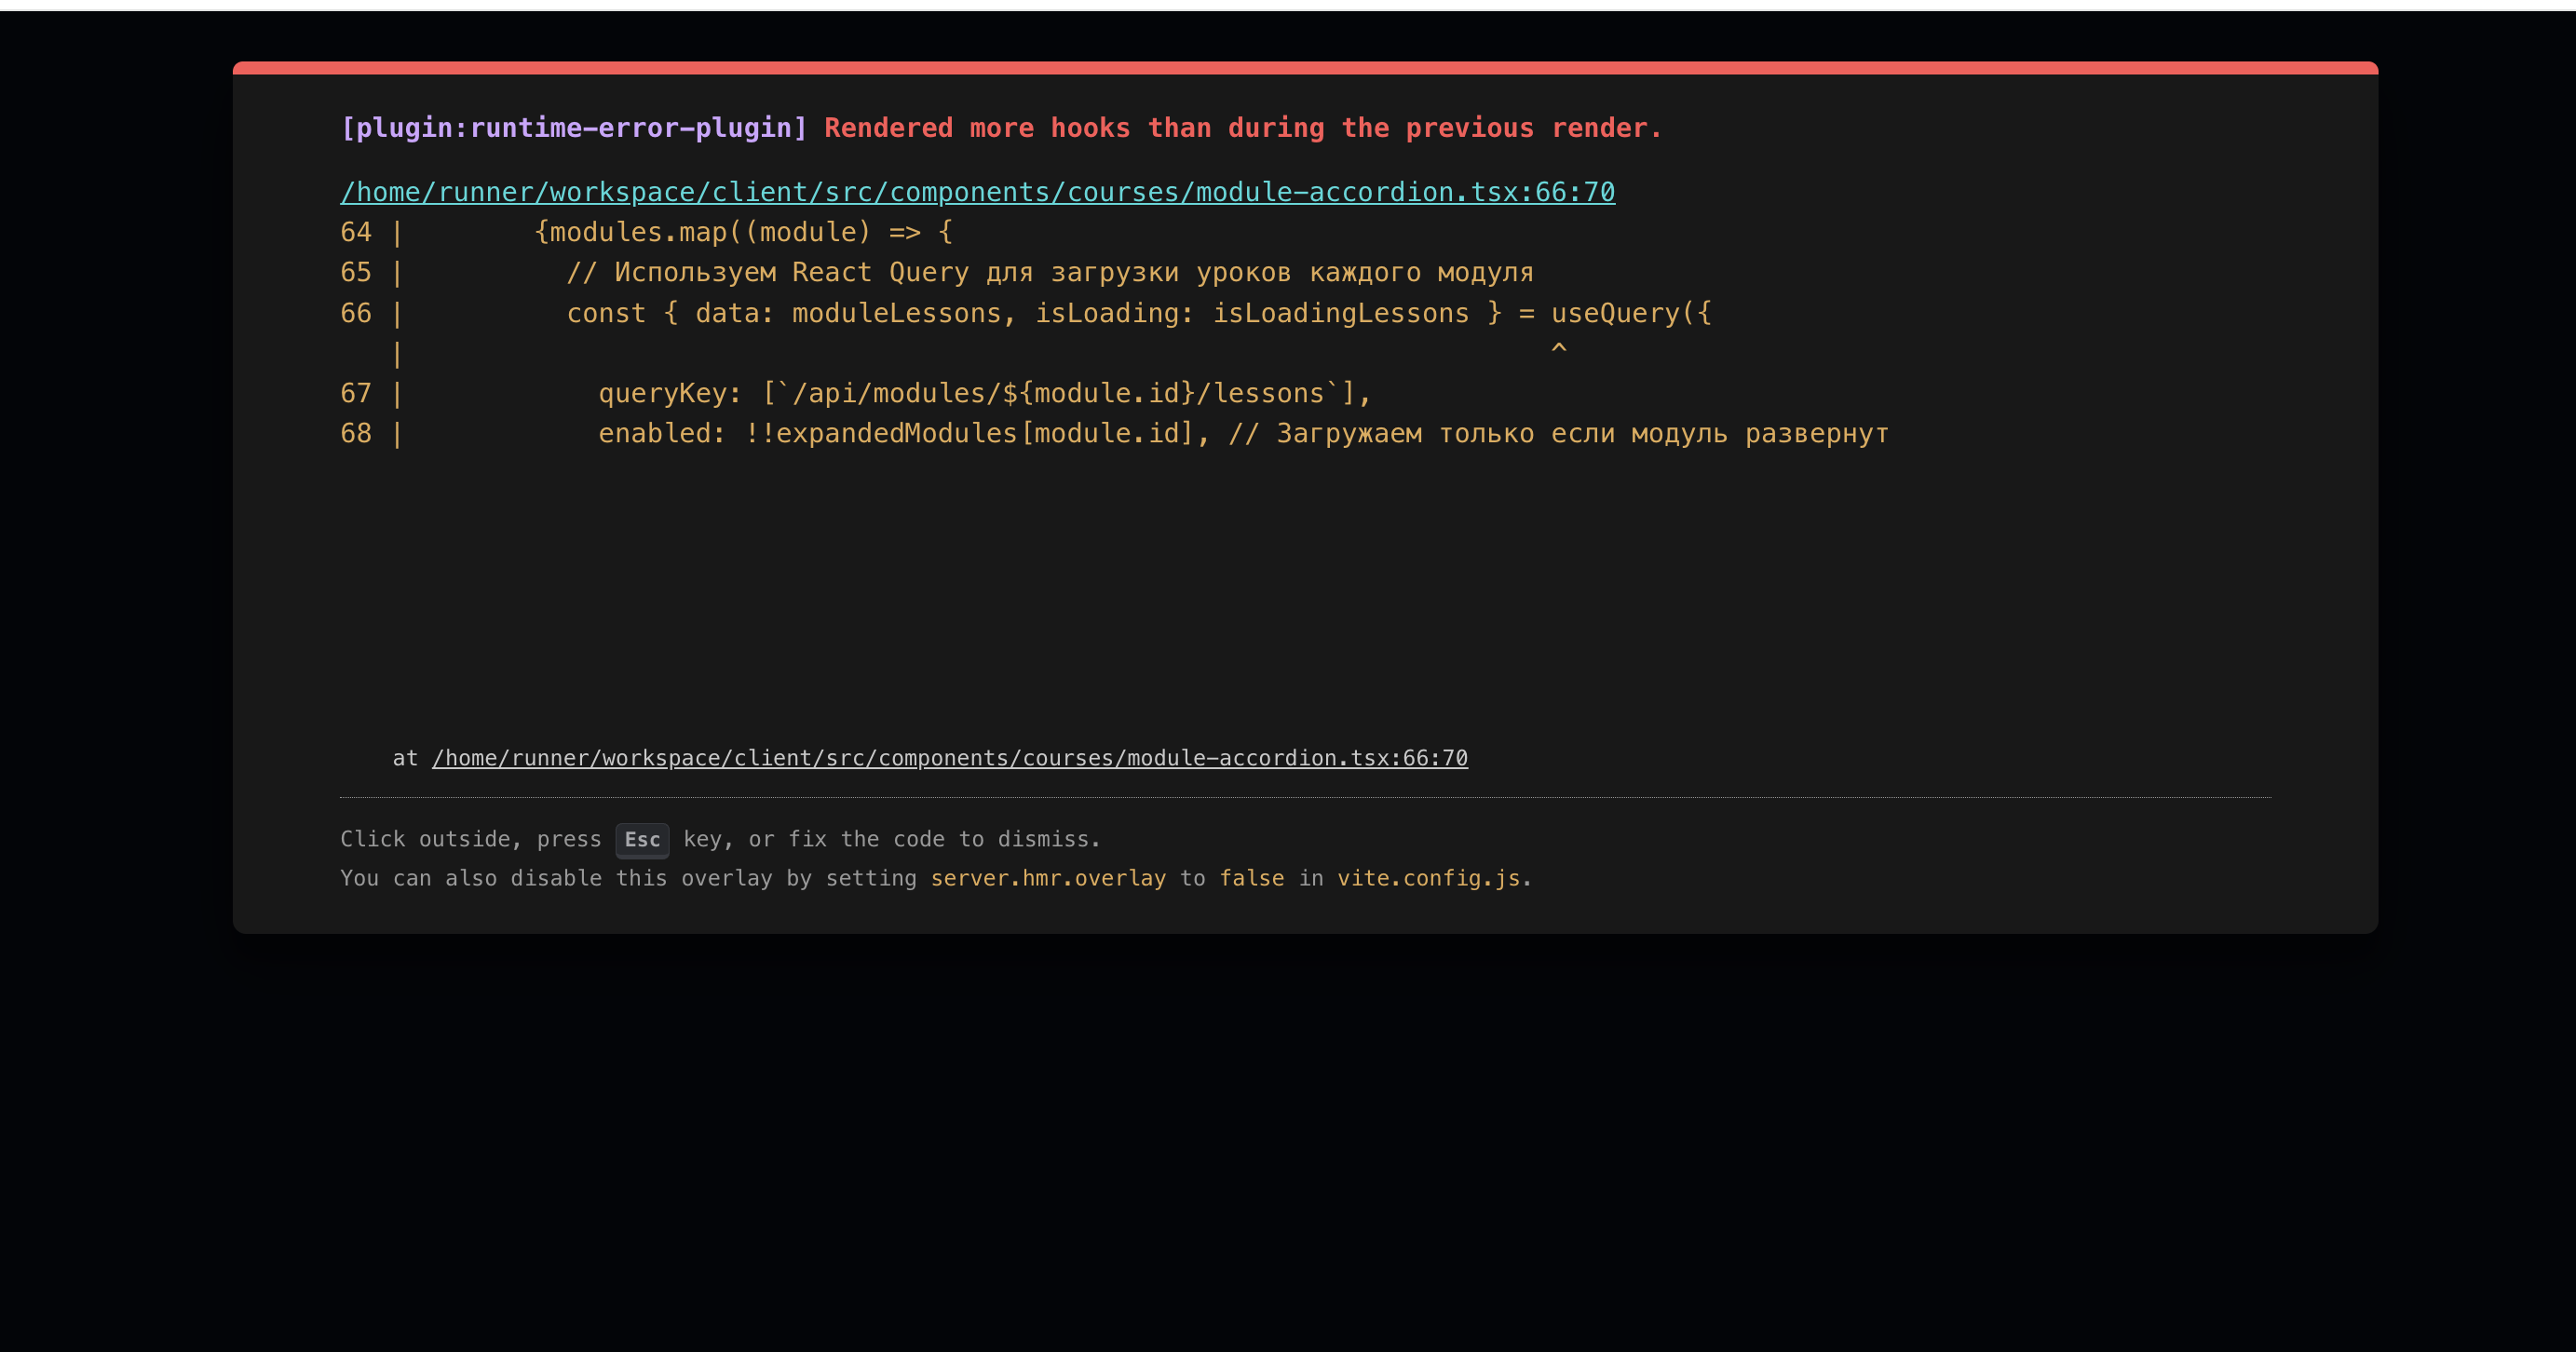 [plugin:runtime-error-plugin] Rendered more hooks than during the previous render.
/home/runner/workspace/client/src/components/courses/module-accordion.tsx:66:70
64 |        {modules.map((module) => {
65 |          // Используем React Query для загрузки уроков каждого модуля
66 |          const { data: moduleLessons, isLoading: isLoadingLessons } = useQuery({
   |                                                                       ^
67 |            queryKey: [`/api/modules/${module.id}/lessons`],
68 |            enabled: !!expandedModules[module.id], // Загружаем только если модуль развернут
at /home/runner/workspace/client/src/components/courses/module-accordion.tsx:66:70
Click outside, press Esc key, or fix the code to dismiss.
You can also disable this overlay by setting server.hmr.overlay to false in vite.config.js.